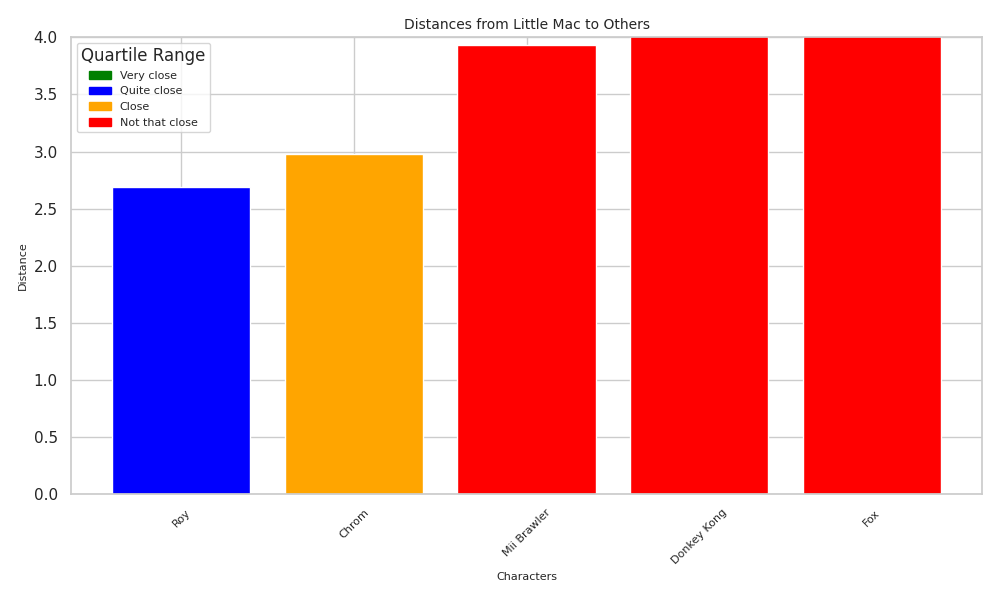 Distances from Little Mac to Others
Quartile Range
Very close
Quite close
Close
Not that close
4.0
3.5
3.0
2.5
2.0
1.5
1.0
0.5
0.0
Distance
Roy
Chrom
Mii Brawler
Donkey Kong
Fox
Characters